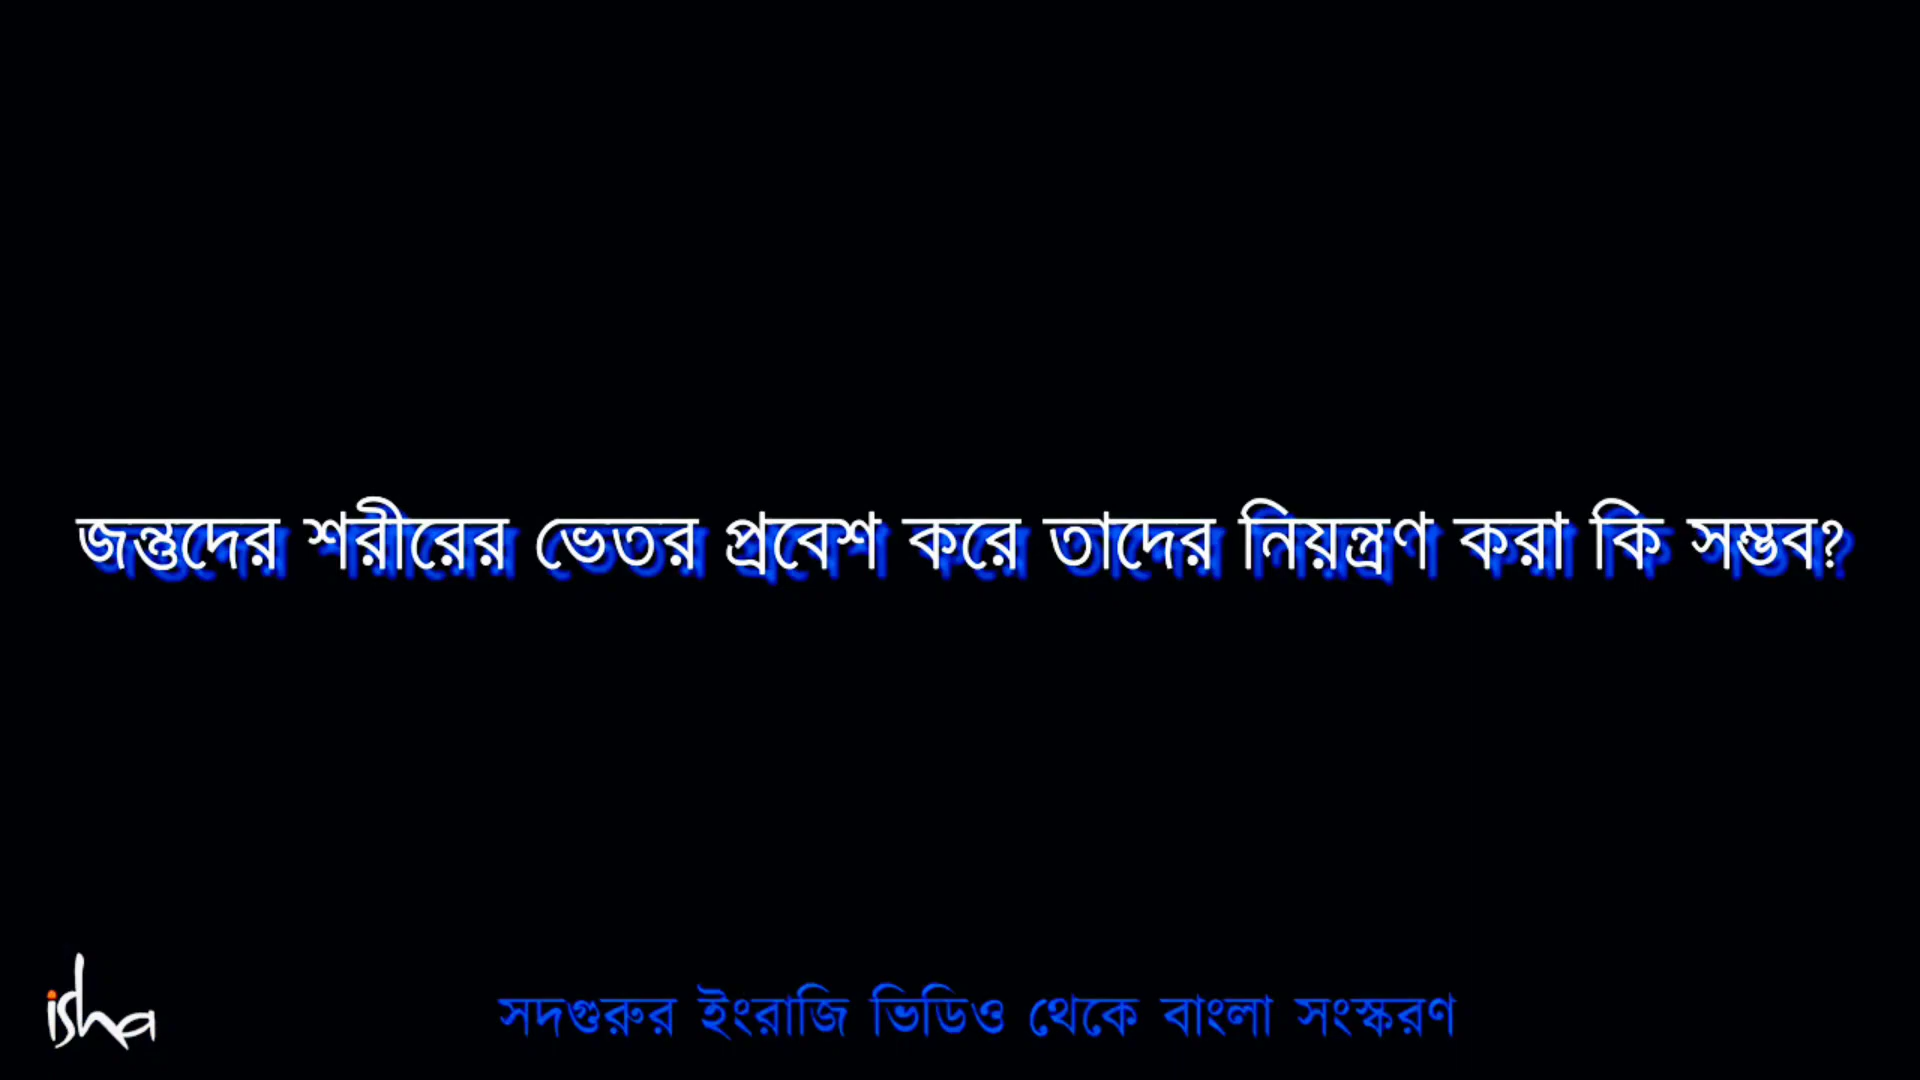 জন্তুদের শরীরের ভেতর প্রবেশ করে তাদের নিয়ন্ত্রণ করা কি সম্ভব?
isha
সদগুরুর ইংরাজি ভিডিও থেকে বাংলা সংস্করণ